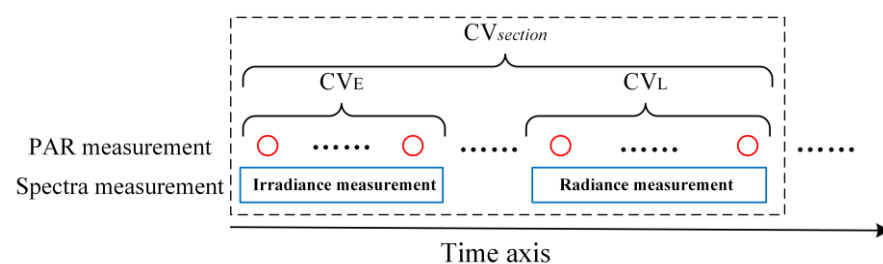 CVsection
CVE CVL
PAR measurement ...... ...... ...... ......
Spectra measurement Irradiance measurement Radiance measurement
Time axis